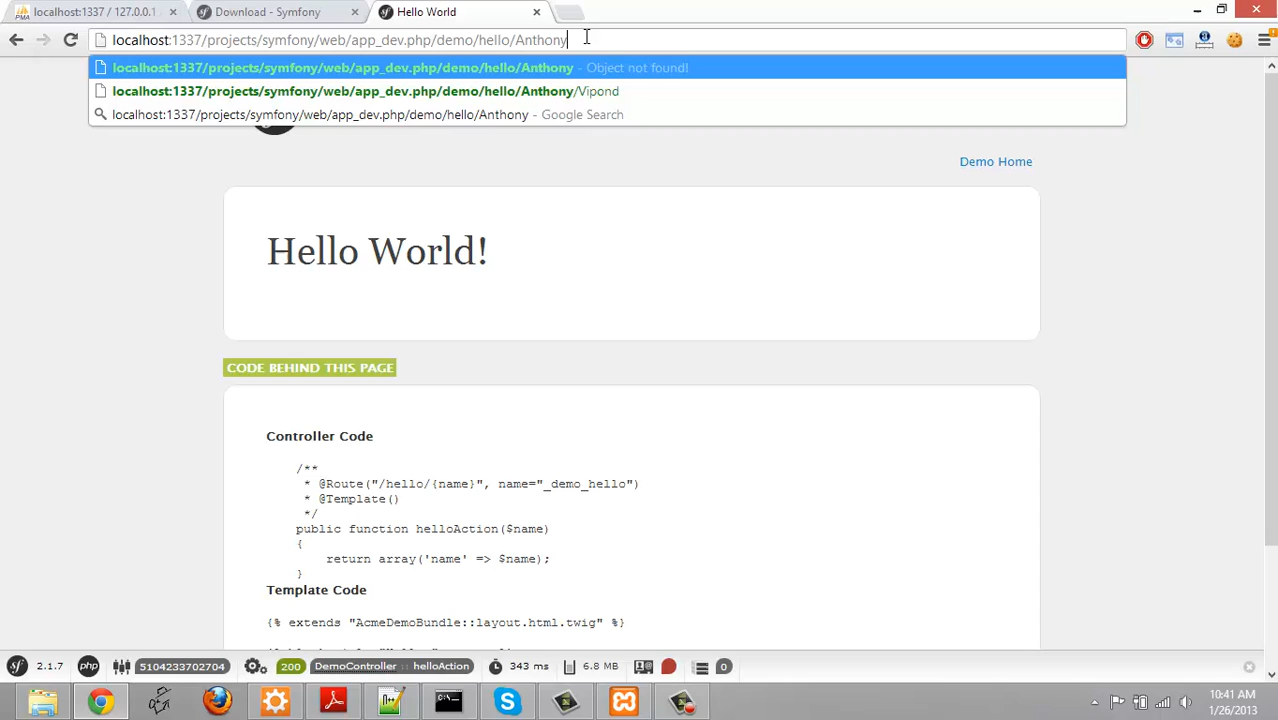 localhost:1337 / 127.0.0.1
Download - Symfony
Hello World
localhost:1337/projects/symfony/web/app_dev.php/demo/hello/Anthony
localhost:1337/projects/symfony/web/app_dev.php/demo/hello/Anthony - Object not found!
localhost:1337/projects/symfony/web/app_dev.php/demo/hello/Anthony/Vipond
localhost:1337/projects/symfony/web/app_dev.php/demo/hello/Anthony - Google Search
Demo Home
Hello World!
CODE BEHIND THIS PAGE
Controller Code
/**
* @Route("/hello/{name}", name="_demo_hello")
* @Template()
*/
public function helloAction($name)
{
return array('name' => $name);
}
Template Code
{% extends "AcmeDemoBundle::layout.html.twig" %}
sf 2.1.7 php 5104233702704 200 DemoController :: helloAction 343 ms 6.8 MB 0
10:41 AM
1/26/2013